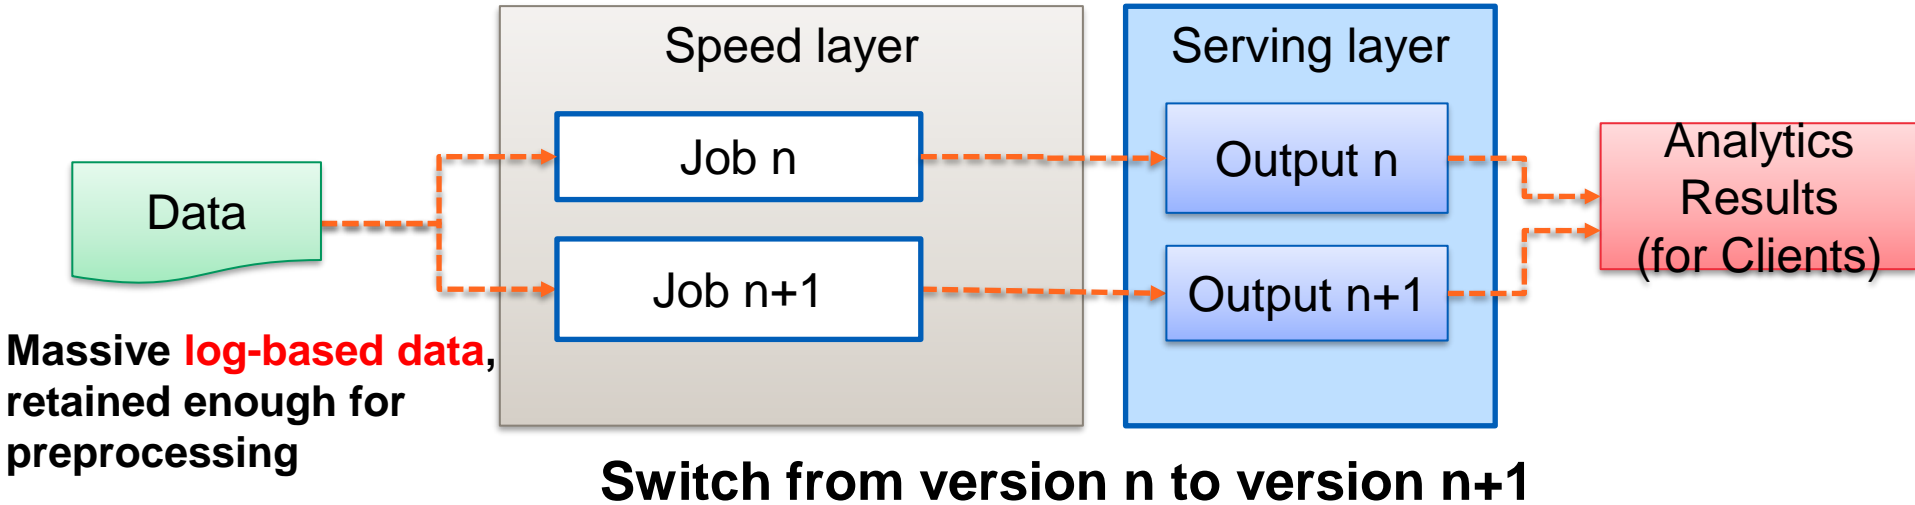 Speed layer
Serving layer
Data
Job n
Job n+1
Output n
Output n+1
Analytics
Results
(for Clients)
Massive log-based data,
retained enough for
preprocessing
Switch from version n to version n+1